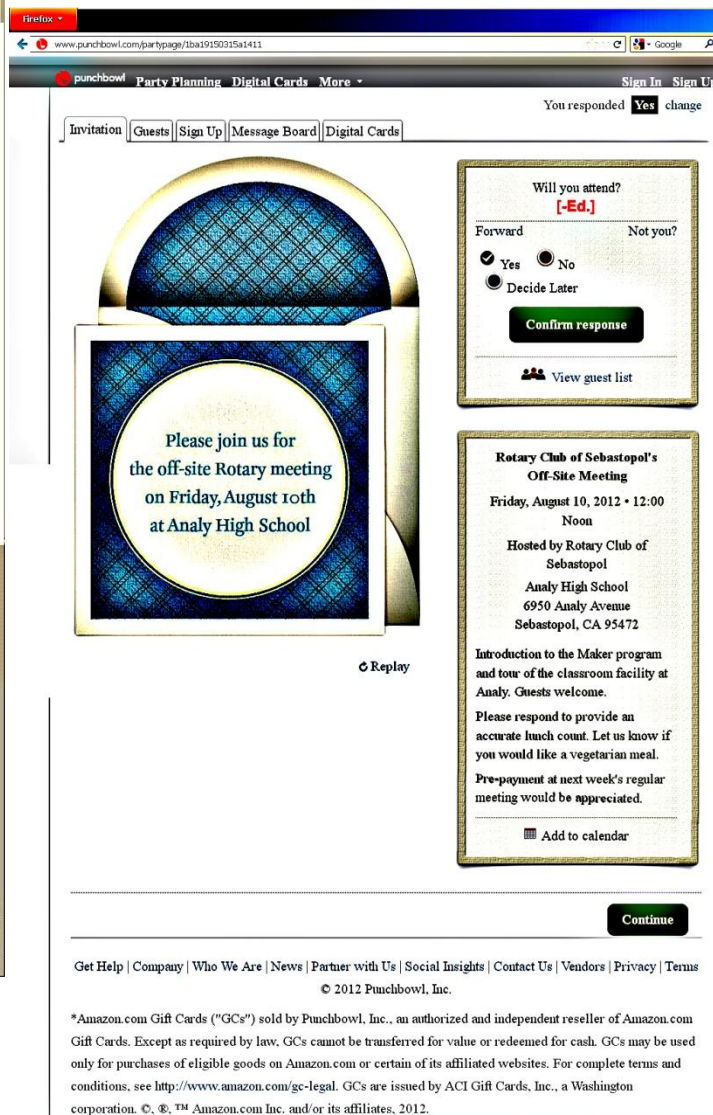 Firefox
www.punchbowl.com/partypage/1ba19150315a1411
Google
punchbowl Party Planning Digital Cards More Sign In Sign Up
You responded Yes change
Invitation Guests Sign Up Message Board Digital Cards
Please join us for
the off-site Rotary meeting
on Friday, August 10th
at Analy High School
Replay
Will you attend?
[-Ed.]
Forward Not you?
Yes No
Decide Later
Confirm response
View guest list
Rotary Club of Sebastopol's
Off-Site Meeting
Friday, August 10, 2012 • 12:00
Noon
Hosted by Rotary Club of
Sebastopol
Analy High School
6950 Analy Avenue
Sebastopol, CA 95472
Introduction to the Maker program
and tour of the classroom facility at
Analy. Guests welcome.
Please respond to provide an
accurate lunch count. Let us know if
you would like a vegetarian meal.
Pre-payment at next week's regular
meeting would be appreciated.
Add to calendar
Continue
Get Help | Company | Who We Are | News | Partner with Us | Social Insights | Contact Us | Vendors | Privacy | Terms
© 2012 Punchbowl, Inc.
*Amazon.com Gift Cards ("GCs") sold by Punchbowl, Inc., an authorized and independent reseller of Amazon.com
Gift Cards. Except as required by law, GCs cannot be transferred for value or redeemed for cash. GCs may be used
only for purchases of eligible goods on Amazon.com or certain of its affiliated websites. For complete terms and
conditions, see http://www.amazon.com/gc-legal. GCs are issued by ACI Gift Cards, Inc., a Washington
corporation. ©, ®, ™ Amazon.com Inc. and/or its affiliates, 2012.